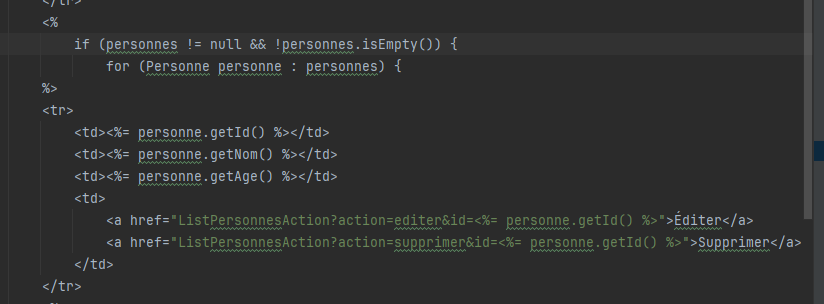 </tr>
<%
if (personnes != null && !personnes.isEmpty()) {
for (Personne personne : personnes) {
%>
<tr>
<td><%= personne.getId() %></td>
<td><%= personne.getNom() %></td>
<td><%= personne.getAge() %></td>
<td>
<a href="ListPersonnesAction?action=editer&id=<%= personne.getId() %>">Éditer</a>
<a href="ListPersonnesAction?action=supprimer&id=<%= personne.getId() %>">Supprimer</a>
</td>
</tr>